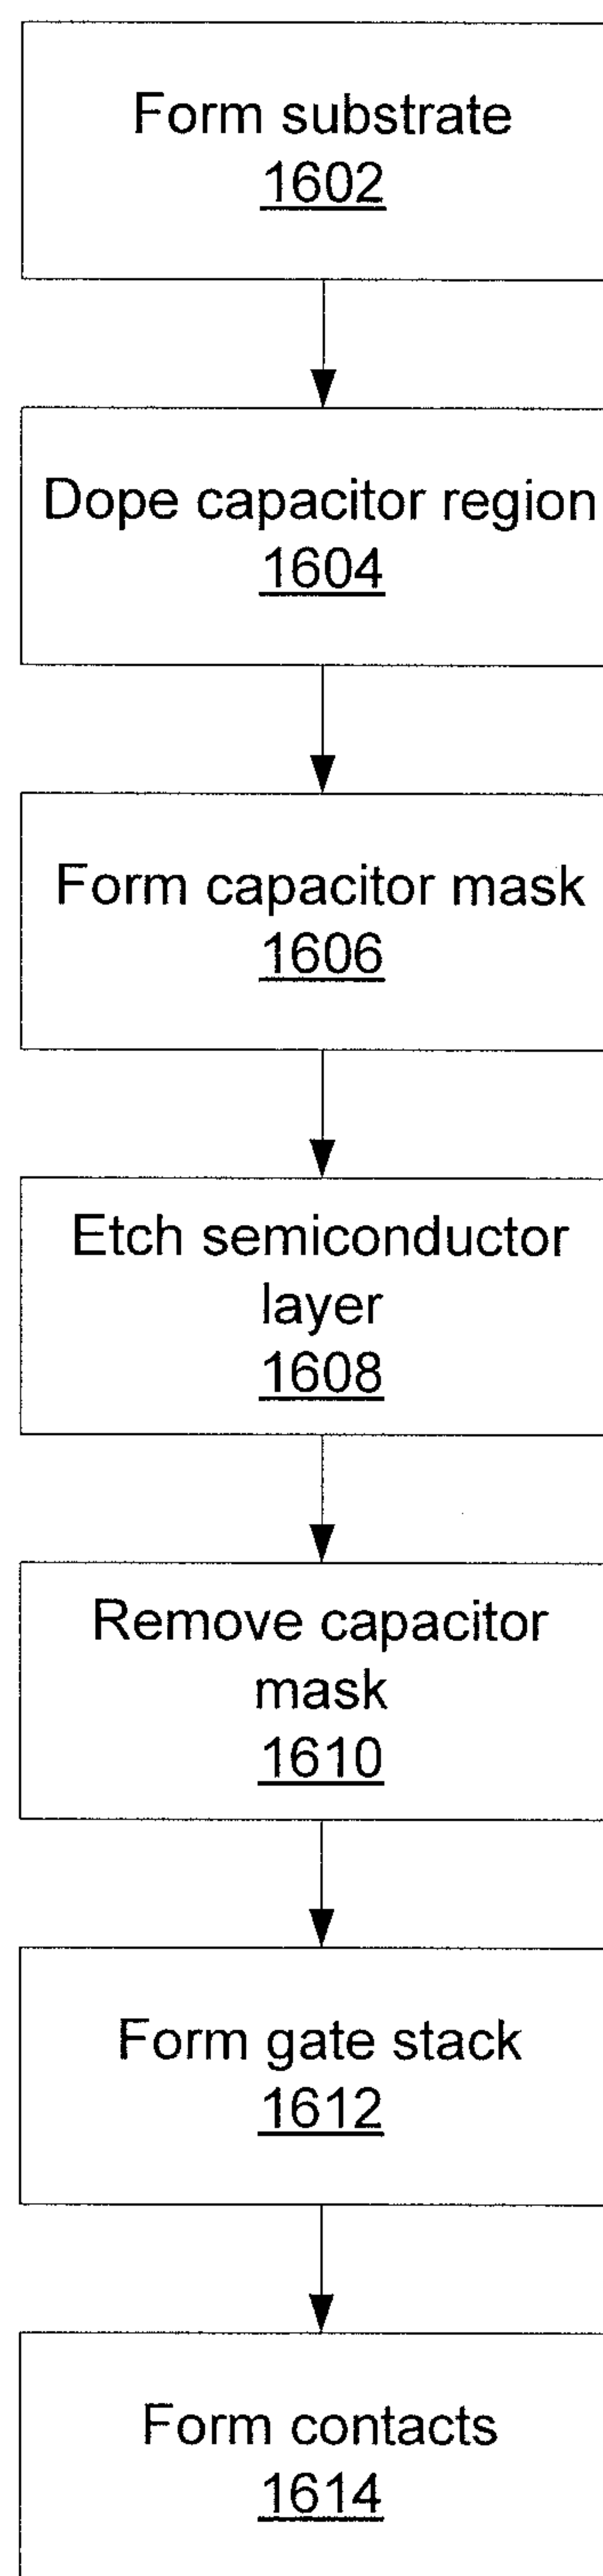 Form substrate
1602
Dope capacitor region
1604
Form capacitor mask
1606
Etch semiconductor
layer
1608
Remove capacitor
mask
1610
Form gate stack
1612
Form contacts
1614